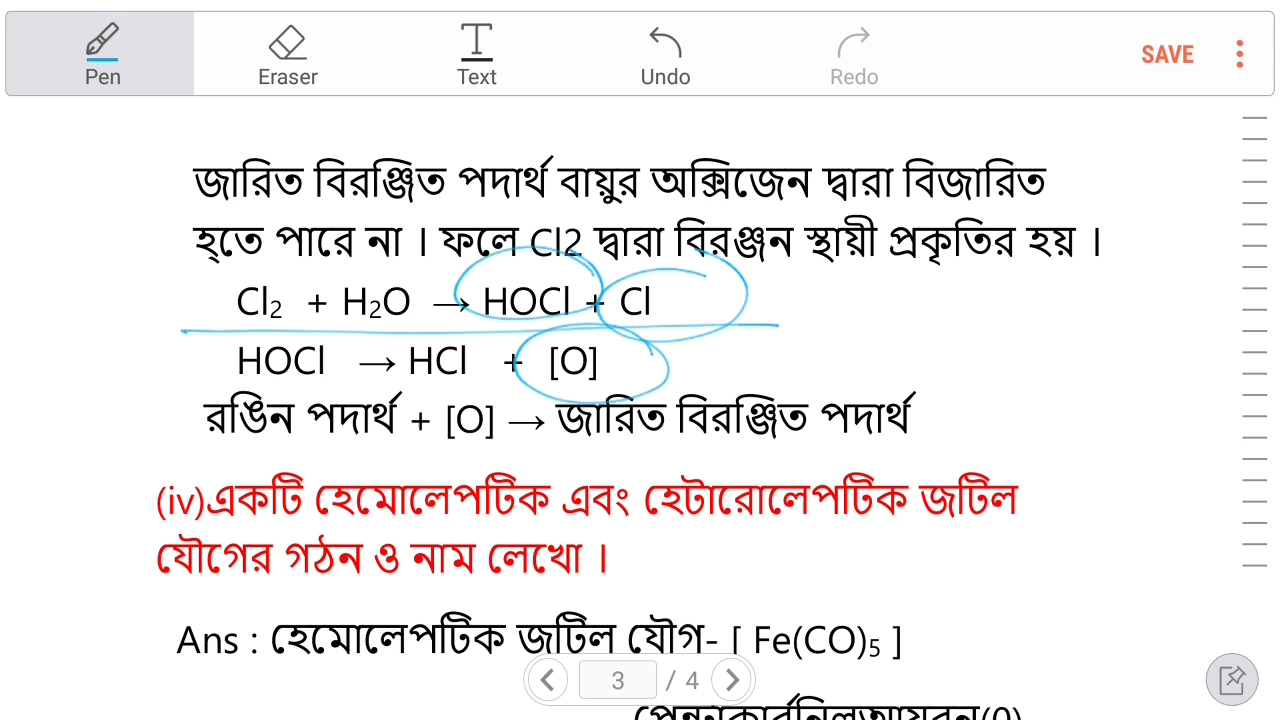 Pen
Eraser
Text
Undo
Redo
SAVE
জারিত বিরঞ্জিত পদার্থ বায়ুর অক্সিজেন দ্বারা বিজারিত
হ্তে পারে না । ফলে Cl2 দ্বারা বিরঞ্জন স্থায়ী প্রকৃতির হয় ।
Cl₂ + H₂O → HOCl + Cl
HOCl → HCl + [O]
রঙিন পদার্থ + [O] → জারিত বিরঞ্জিত পদার্থ
(iv)একটি হেমোলেপটিক এবং হেটারোলেপটিক জটিল
যৌগের গঠন ও নাম লেখো ।
Ans : হেমোলেপটিক জটিল যৌগ- [ Fe(CO)₅ ]
3 / 4